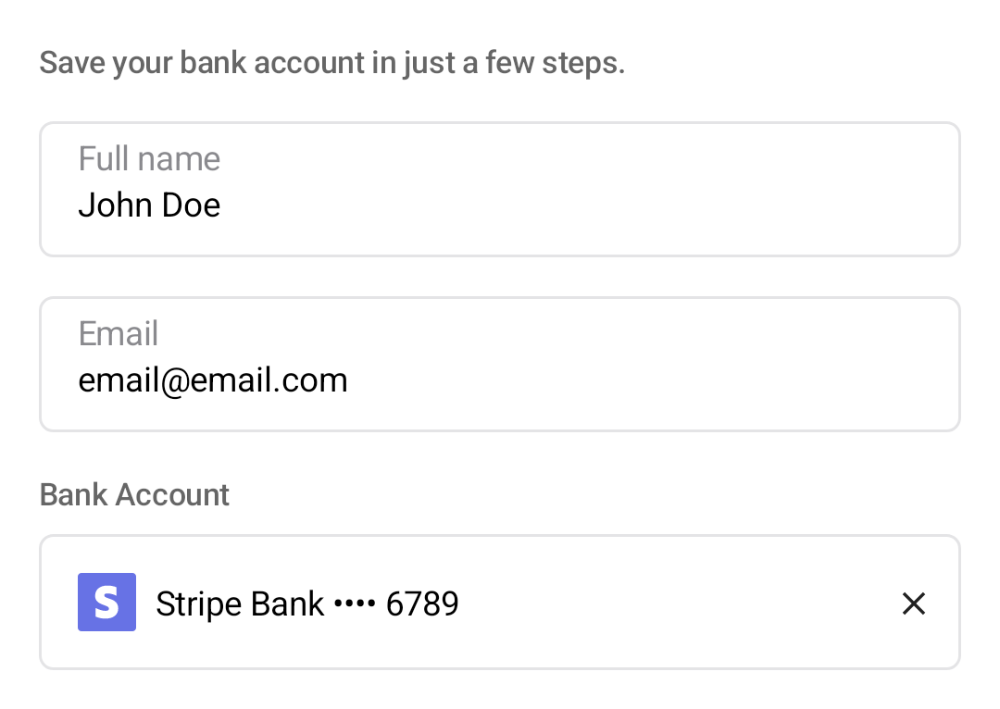 Save your bank account in just a few steps.
Full name
John Doe
Email
email@email.com
Bank Account
S Stripe Bank •••• 6789